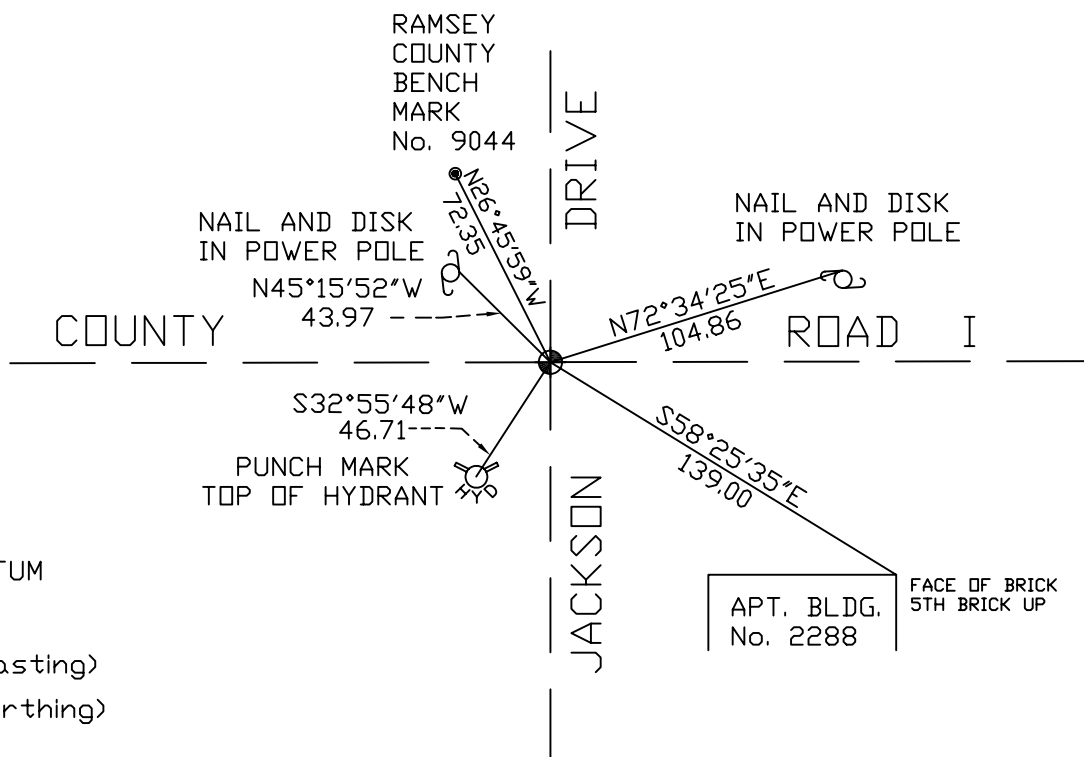 RAMSEY
COUNTY
BENCH
MARK
No. 9044
DRIVE
N26°45'59"W
72.35
NAIL AND DISK
IN POWER POLE
N45°15'52"W
43.97
NAIL AND DISK
IN POWER POLE
N72°34'25"E
104.86
COUNTY ROAD I
S32°55'48"W
46.71
PUNCH MARK
TOP OF HYDRANT
HYD
S58°25'35"E
139.00
JACKSON
APT. BLDG.
No. 2288
FACE OF BRICK
5TH BRICK UP
TUM
asting)
rthing)